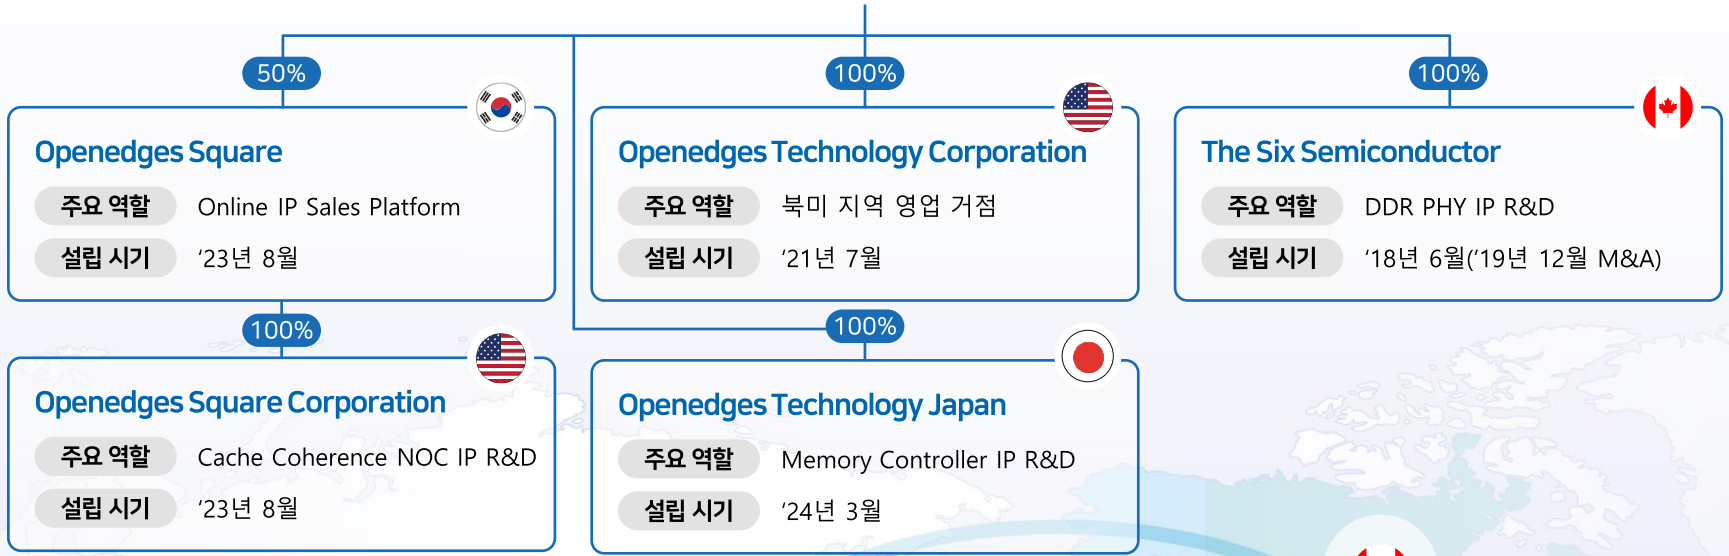 50%
100%
100%
Openedges Square
주요 역할 Online IP Sales Platform
설립 시기 ‘23년 8월
Openedges Technology Corporation
주요 역할 북미 지역 영업 거점
설립 시기 ‘21년 7월
The Six Semiconductor
주요 역할 DDR PHY IP R&D
설립 시기 ‘18년 6월(‘19년 12월 M&A)
100%
100%
Openedges Square Corporation
주요 역할 Cache Coherence NOC IP R&D
설립 시기 ‘23년 8월
Openedges Technology Japan
주요 역할 Memory Controller IP R&D
설립 시기 ‘24년 3월